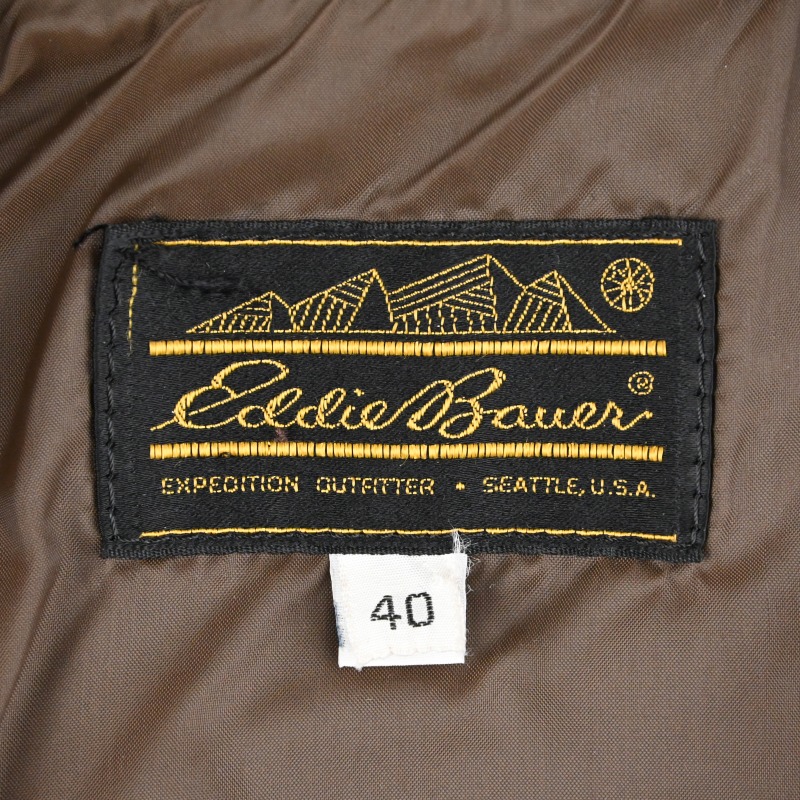 Eddie Bauer ®
EXPEDITION OUTFITTER • SEATTLE, U.S.A.
40